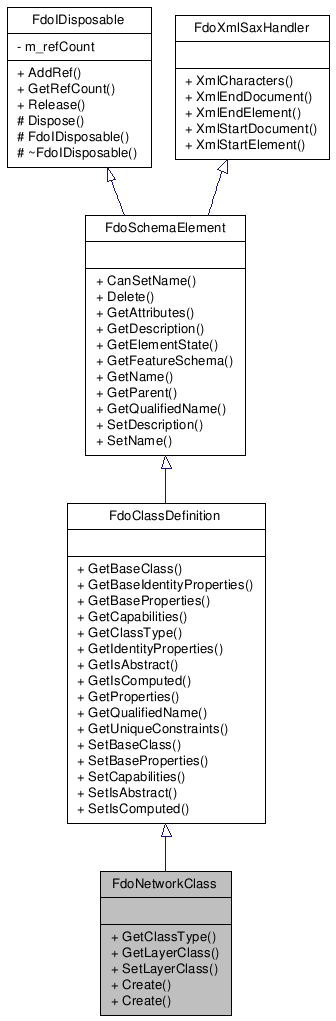 FdoIDisposable
- m_refCount
+ AddRef()
+ GetRefCount()
+ Release()
# Dispose()
# FdoIDisposable()
# ~FdoIDisposable()
FdoXmlSaxHandler
+ XmlCharacters()
+ XmlEndDocument()
+ XmlEndElement()
+ XmlStartDocument()
+ XmlStartElement()
FdoSchemaElement
+ CanSetName()
+ Delete()
+ GetAttributes()
+ GetDescription()
+ GetElementState()
+ GetFeatureSchema()
+ GetName()
+ GetParent()
+ GetQualifiedName()
+ SetDescription()
+ SetName()
FdoClassDefinition
+ GetBaseClass()
+ GetBaseIdentityProperties()
+ GetBaseProperties()
+ GetCapabilities()
+ GetClassType()
+ GetIdentityProperties()
+ GetIsAbstract()
+ GetIsComputed()
+ GetProperties()
+ GetQualifiedName()
+ GetUniqueConstraints()
+ SetBaseClass()
+ SetBaseProperties()
+ SetCapabilities()
+ SetIsAbstract()
+ SetIsComputed()
FdoNetworkClass
+ GetClassType()
+ GetLayerClass()
+ SetLayerClass()
+ Create()
+ Create()